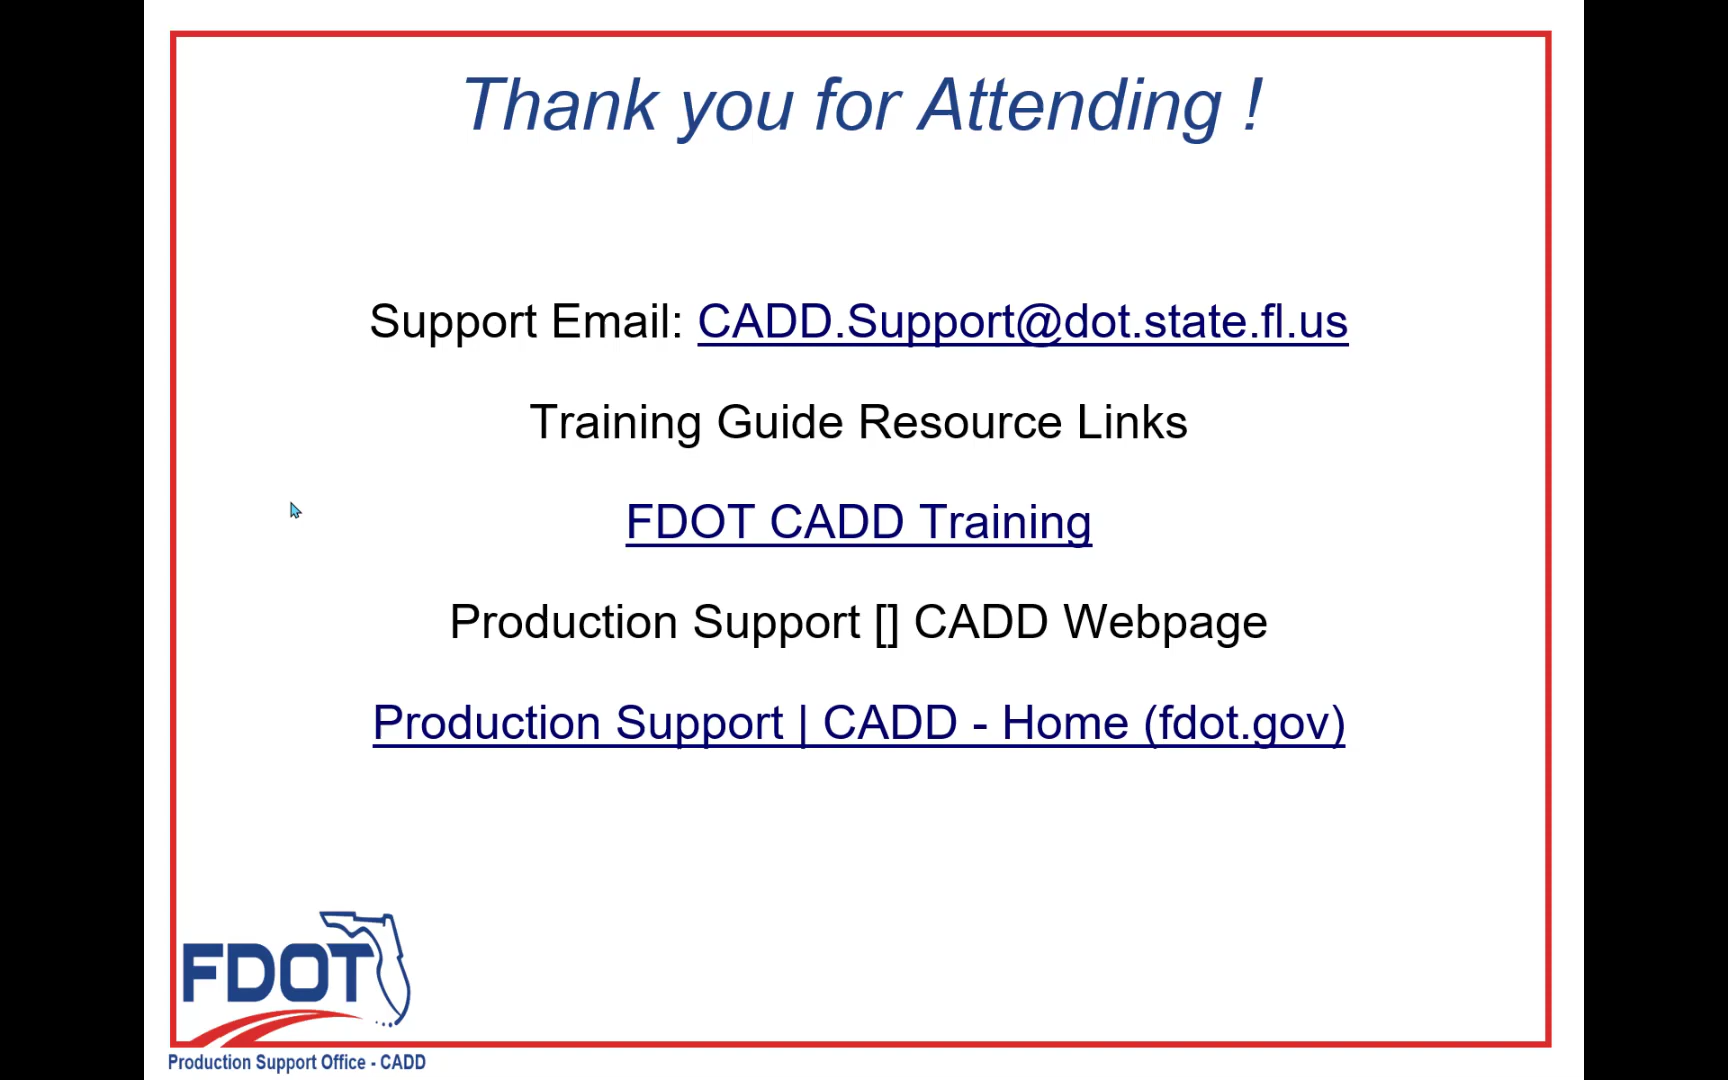 Thank you for Attending !
Support Email: CADD.Support@dot.state.fl.us
Training Guide Resource Links
FDOT CADD Training
Production Support [] CADD Webpage
Production Support | CADD - Home (fdot.gov)
FDOT
Production Support Office - CADD